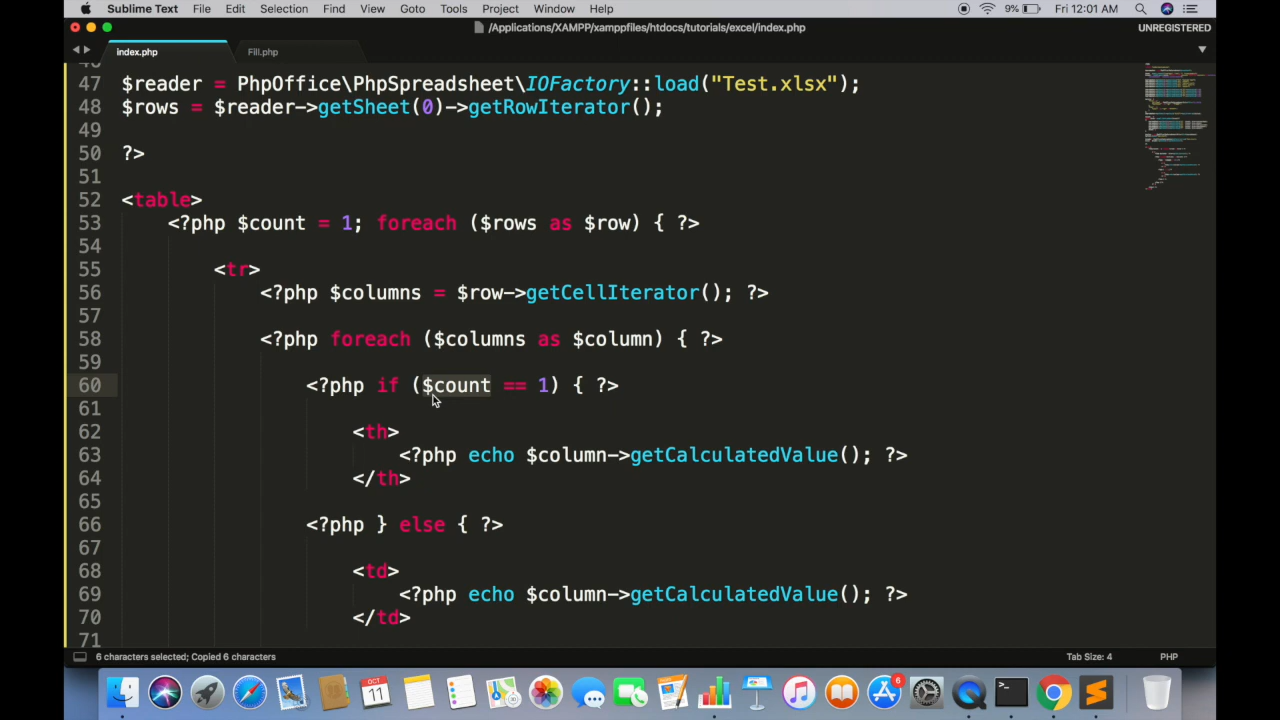 Sublime Text File Edit Selection Find View Goto Tools Project Window Help 9% Fri 12:01 AM
/Applications/XAMPP/xamppfiles/htdocs/tutorials/excel/index.php UNREGISTERED
index.php Fill.php
47 $reader = PhpOffice\PhpSpreadsheet\IOFactory::load("Test.xlsx");
48 $rows = $reader->getSheet(0)->getRowIterator();
49
50 ?>
51
52 <table>
53 <?php $count = 1; foreach ($rows as $row) { ?>
54
55 <tr>
56 <?php $columns = $row->getCellIterator(); ?>
57
58 <?php foreach ($columns as $column) { ?>
59
60 <?php if ($count == 1) { ?>
61
62 <th>
63 <?php echo $column->getCalculatedValue(); ?>
64 </th>
65
66 <?php } else { ?>
67
68 <td>
69 <?php echo $column->getCalculatedValue(); ?>
70 </td>
71
6 characters selected; Copied 6 characters Tab Size: 4 PHP
OCT
11
6